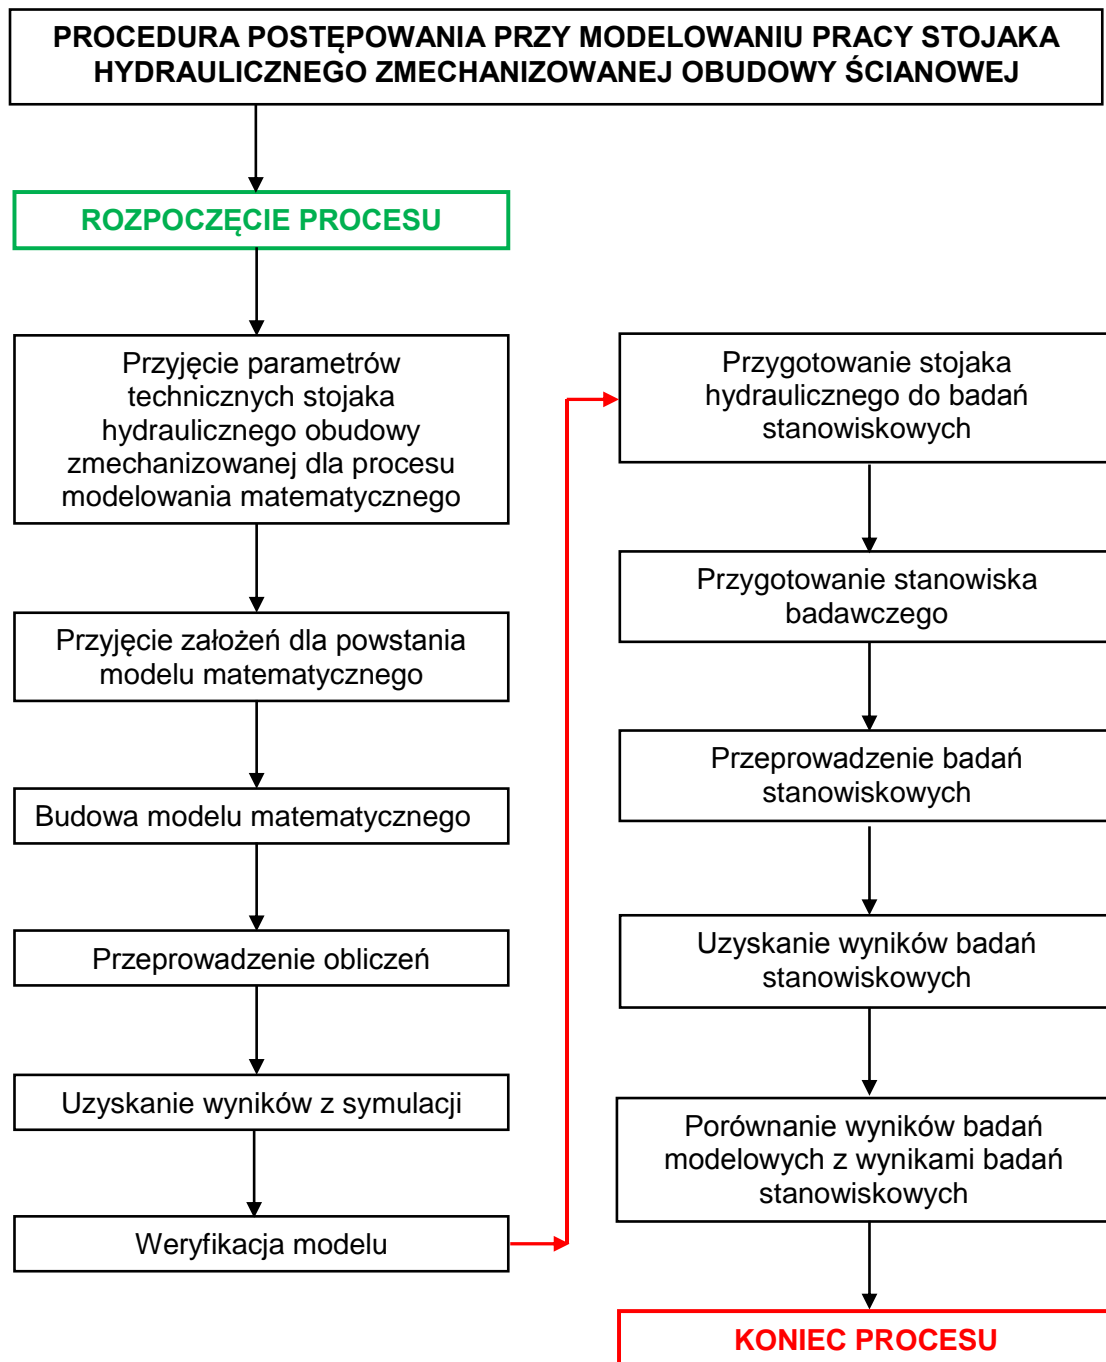 PROCEDURA POSTĘPOWANIA PRZY MODELOWANIU PRACY STOJAKA
HYDRAULICZNEGO ZMECHANIZOWANEJ OBUDOWY ŚCIANOWEJ
ROZPOCZĘCIE PROCESU
Przyjęcie parametrów
technicznych stojaka
hydraulicznego obudowy
zmechanizowanej dla procesu
modelowania matematycznego
Przyjęcie założeń dla powstania
modelu matematycznego
Budowa modelu matematycznego
Przeprowadzenie obliczeń
Uzyskanie wyników z symulacji
Weryfikacja modelu
Przygotowanie stojaka
hydraulicznego do badań
stanowiskowych
Przygotowanie stanowiska
badawczego
Przeprowadzenie badań
stanowiskowych
Uzyskanie wyników badań
stanowiskowych
Porównanie wyników badań
modelowych z wynikami badań
stanowiskowych
KONIEC PROCESU